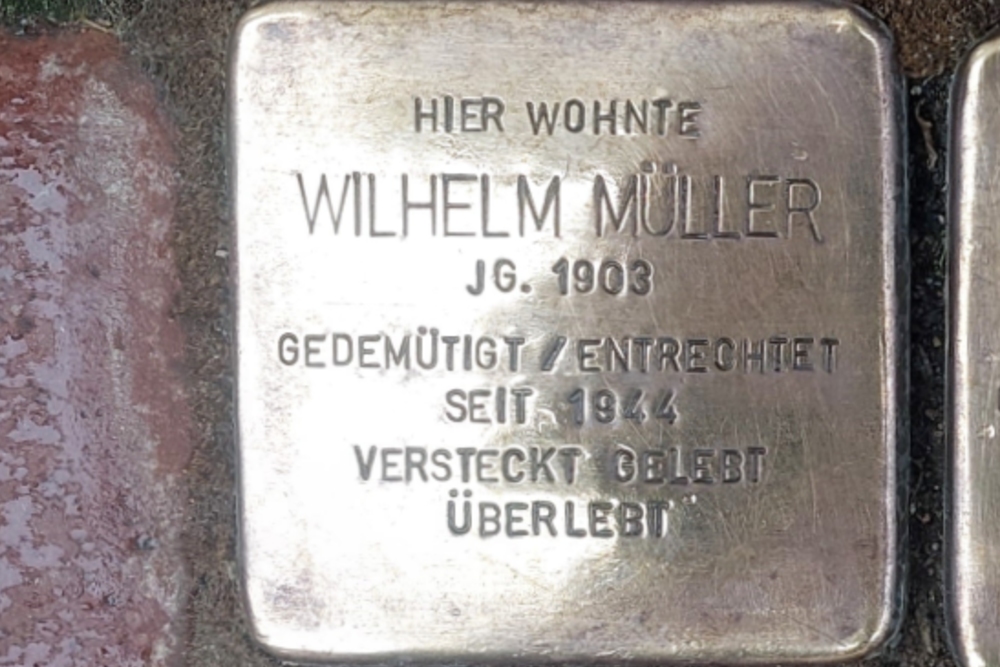 HIER WOHNTE
WILHELM MÜLLER
JG. 1903
GEDEMÜTIGT / ENTRECHTET
SEIT 1944
VERSTECKT GELEBT
ÜBERLEBT